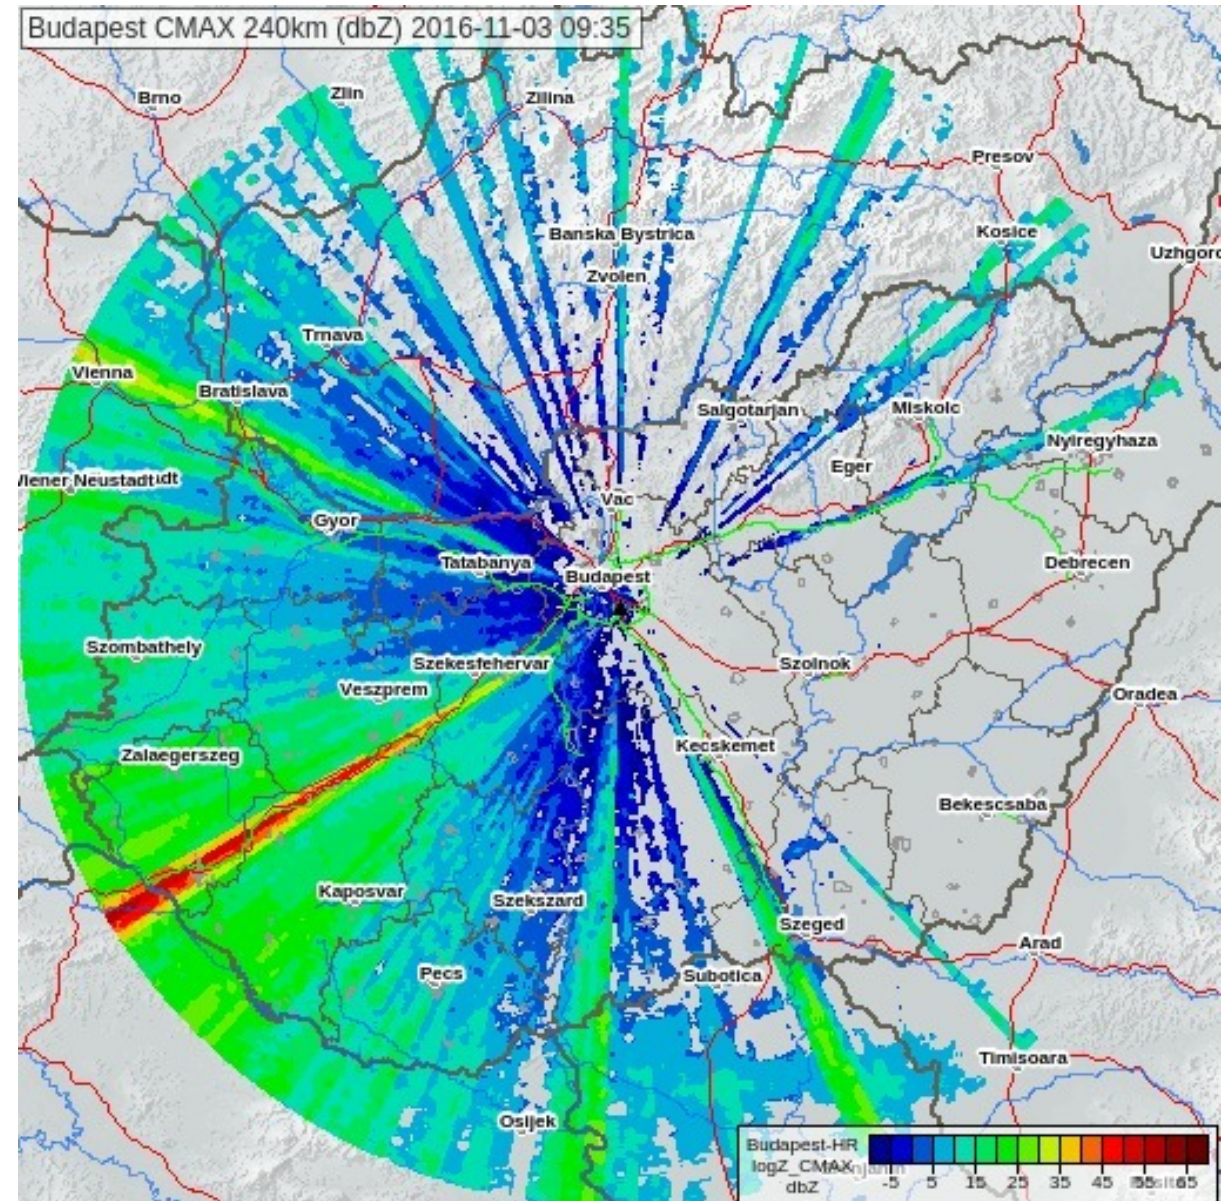 Budapest CMAX 240km (dbZ) 2016-11-03 09:35
Brno
Zlin
Zilina
Presov
Kosice
Uzhgoro
Banska Bystrica
Zvolen
Trnava
Vienna
Bratislava
Salgotarjan
Miskolc
Nyiregyhaza
Eger
Wiener Neustadt
Vac
Gyor
Tatabanya
Budapest
Debrecen
Szombathely
Szekesfehervar
Szolnok
Veszprem
Oradea
Zalaegerszeg
Kecskemet
Bekescsaba
Kaposvar
Szekszard
Szeged
Arad
Pecs
Subotica
Timisoara
Osijek
Budapest-HR
logZ_CMAX
dbZ
-5 5 15 25 35 45 55 65